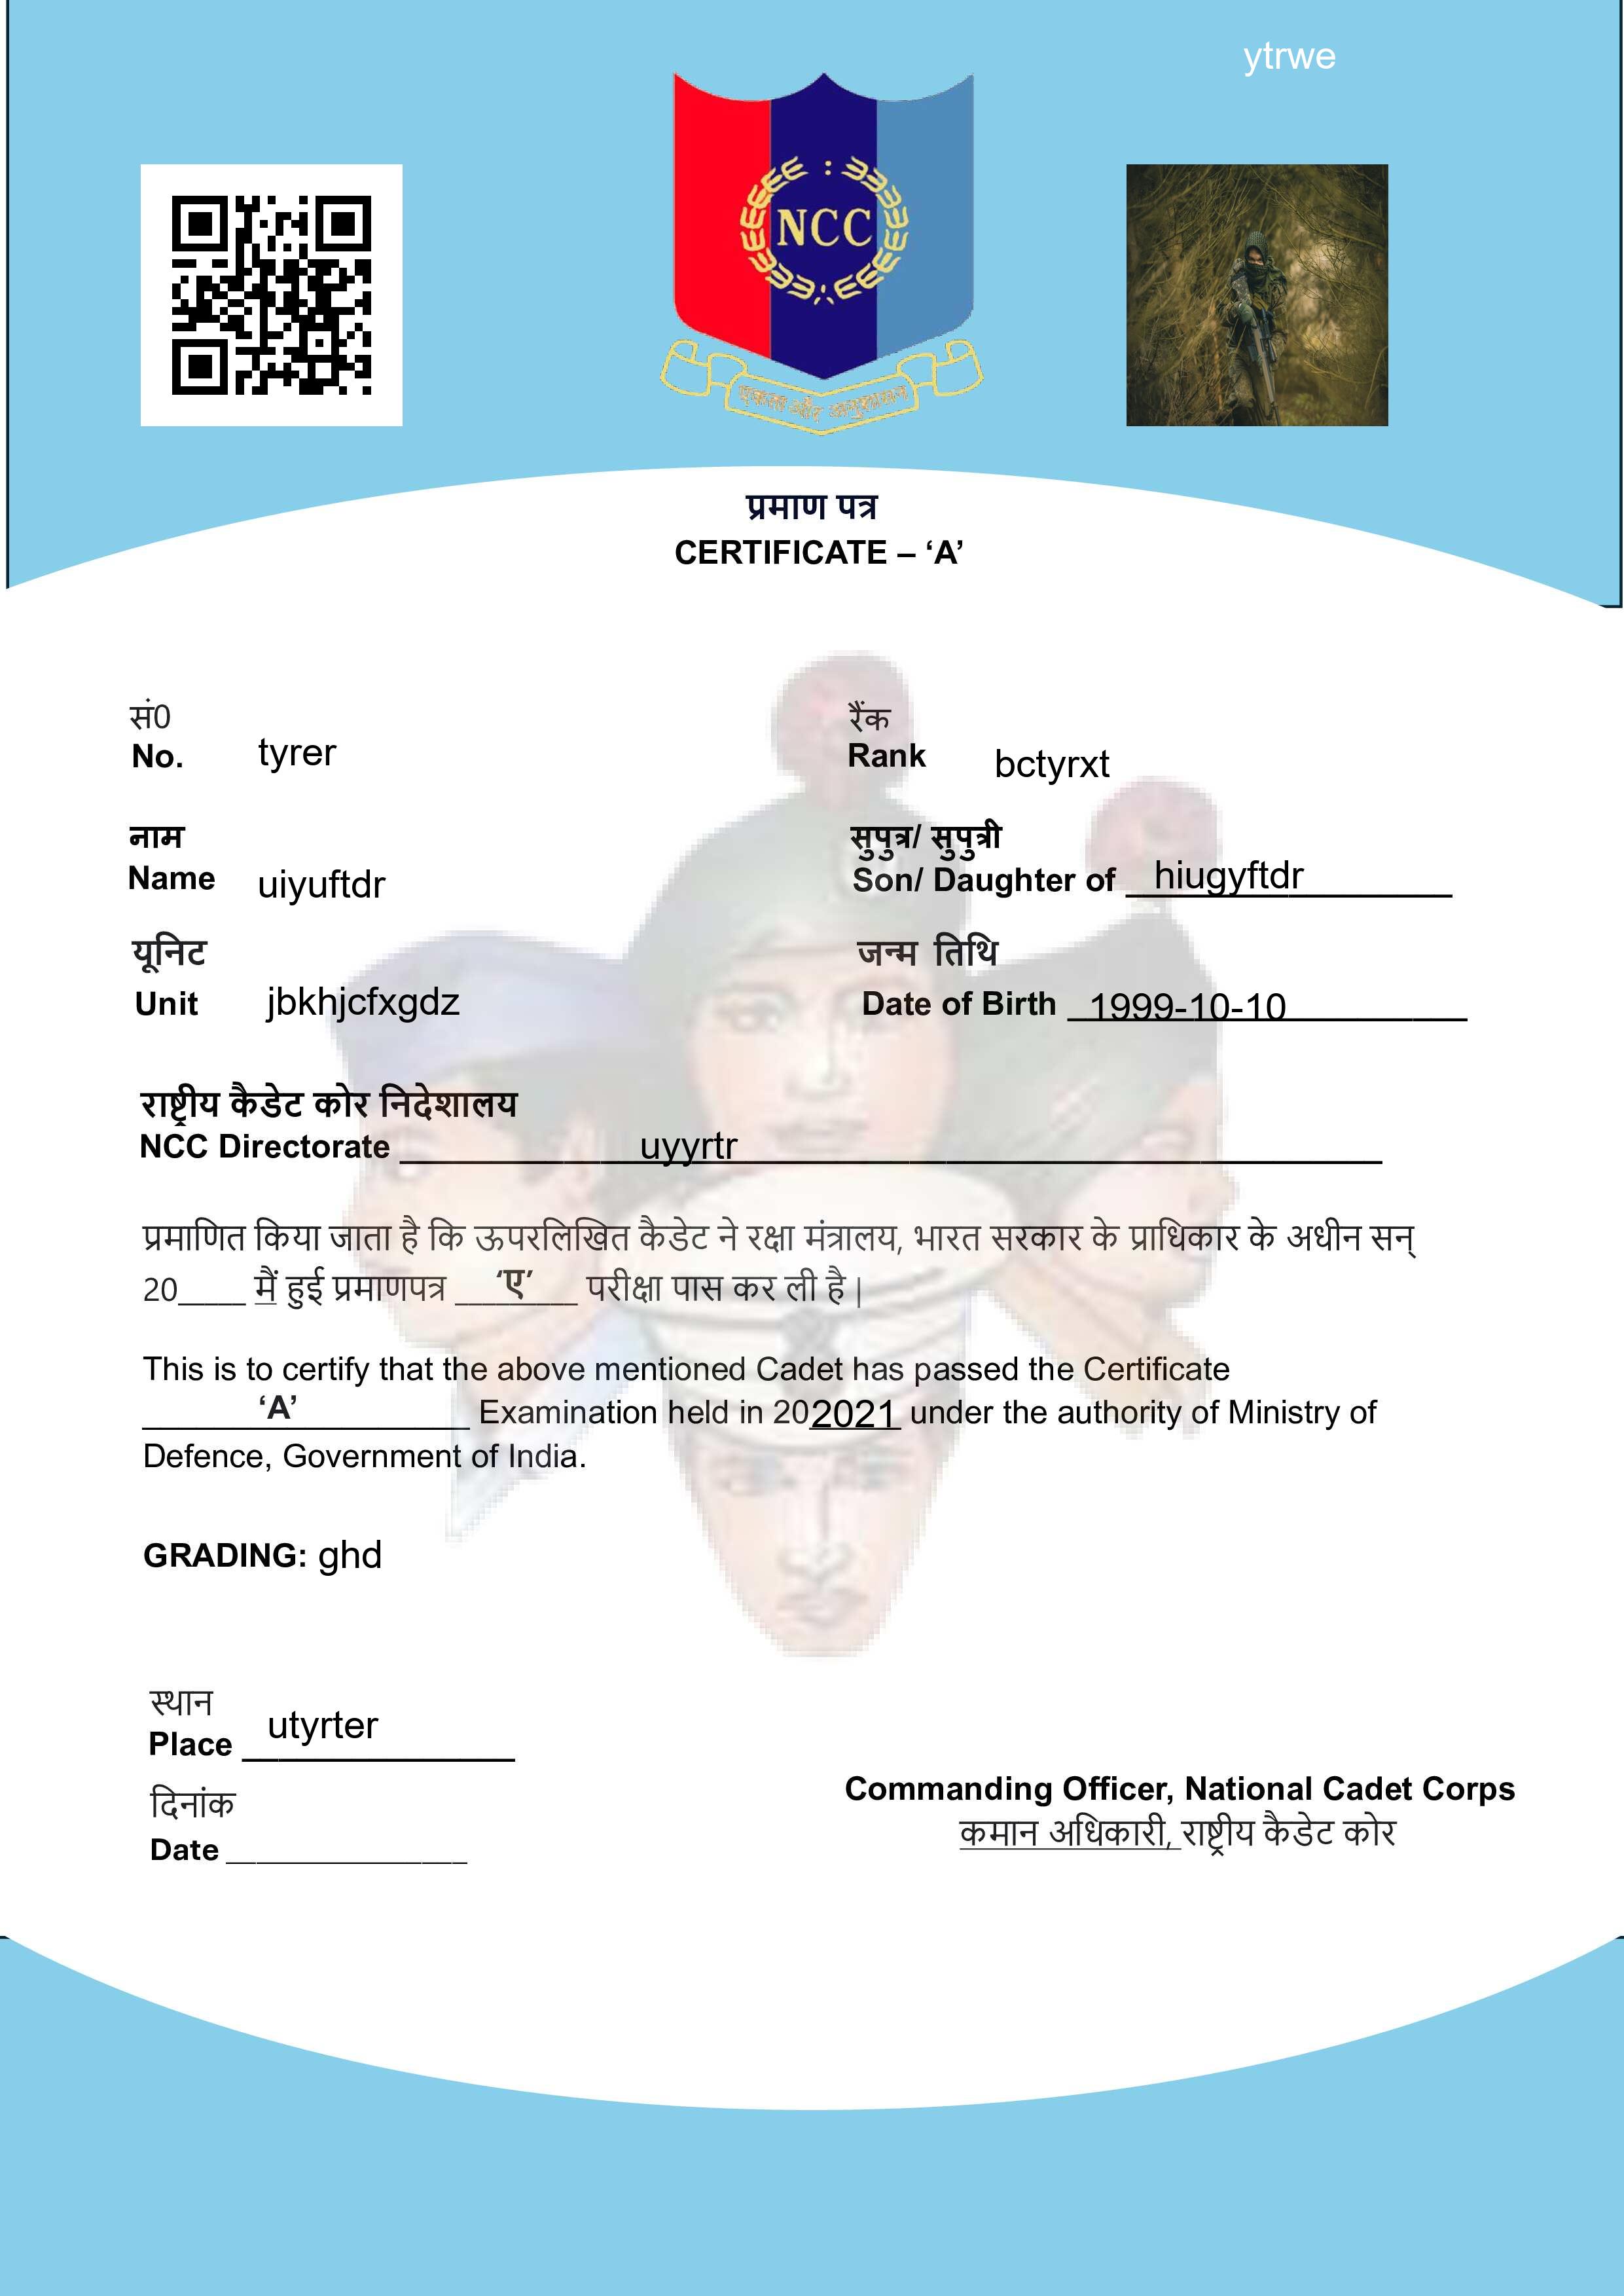 ytrwe
NCC
एकता और अनुशासन
प्रमाण पत्र
CERTIFICATE – ‘A’
सं0
No. tyrer
रैंक
Rank bctyrxt
नाम
Name uiyuftdr
सुपुत्र/ सुपुत्री
Son/ Daughter of hiugyftdr
यूनिट
Unit jbkhjcfxgdz
जन्म तिथि
Date of Birth 1999-10-10
राष्ट्रीय कैडेट कोर निदेशालय
NCC Directorate uyyrtr
प्रमाणित किया जाता है कि ऊपरलिखित कैडेट ने रक्षा मंत्रालय, भारत सरकार के प्राधिकार के अधीन सन्
20____ में हुई प्रमाणपत्र ‘ए’ परीक्षा पास कर ली है |
This is to certify that the above mentioned Cadet has passed the Certificate
‘A’ Examination held in 202021 under the authority of Ministry of
Defence, Government of India.
GRADING: ghd
स्थान
Place utyrter
दिनांक
Date ______________
Commanding Officer, National Cadet Corps
कमान अधिकारी, राष्ट्रीय कैडेट कोर